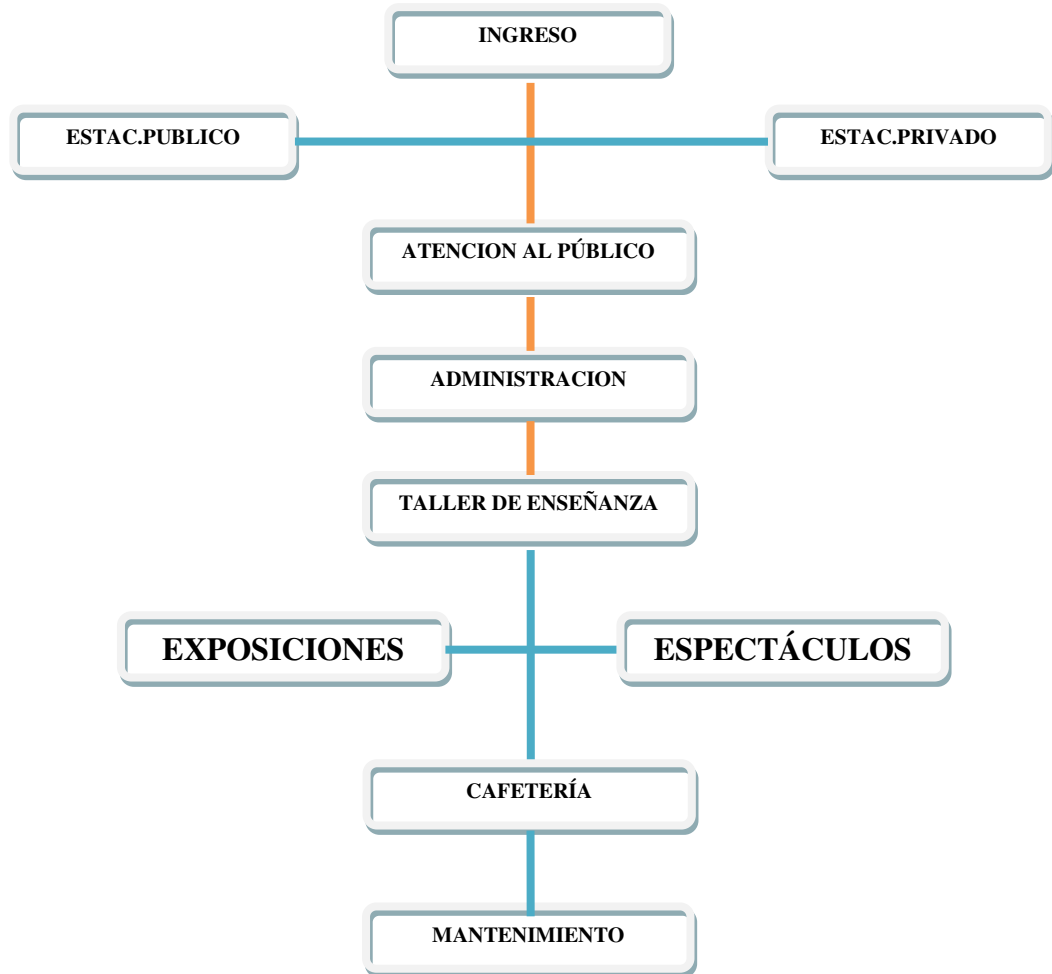 INGRESO
ESTAC.PUBLICO
ESTAC.PRIVADO
ATENCION AL PÚBLICO
ADMINISTRACION
TALLER DE ENSEÑANZA
EXPOSICIONES
ESPECTÁCULOS
CAFETERÍA
MANTENIMIENTO